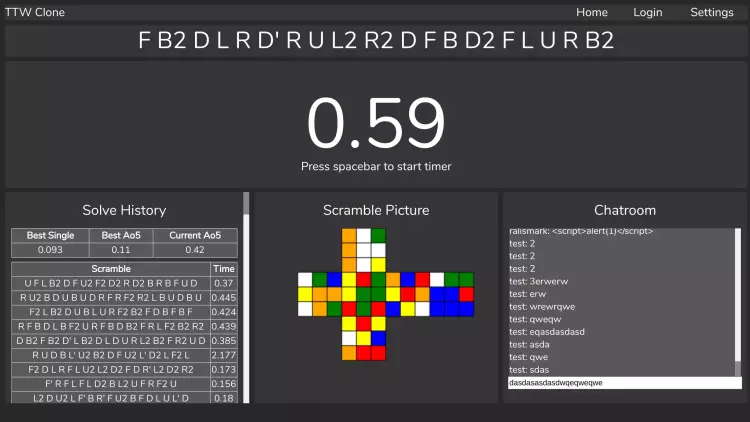 TTW Clone
Home Login Settings
F B2 D L R D' R U L2 R2 D F B D2 F L U R B2
0.59
Press spacebar to start timer
Solve History
Best Single Best Ao5 Current Ao5
0.093 0.11 0.42
Scramble Time
U F L B2 D F U2 F2 D2 R D2 B R B F U D 0.37
R U2 B D U B U D R F R F2 R2 L B U D B U 0.445
F2 L B2 D U B L U R F2 B2 F D B F B F 0.424
R F B D L B F2 U R F B D B2 F R L F2 B2 R2 0.439
D B2 F B2 D' L B2 D L D U R L2 B2 F R2 U D 0.385
R U D B L' U2 B2 D F U2 L' D2 L F2 L 2.177
F2 D L R F L U2 L2 D2 F D R' L2 D2 R2 0.173
F' R F L F L D2 B L2 U F R F2 U 0.156
L2 D U2 L F' B R' F U2 B F D L U L' D 0.18
Scramble Picture
Chatroom
ralismark: <script>alert(1)</script>
test: 2
test: 2
test: 2
test: 3erwerw
test: erw
test: wrewrqwe
test: qweqw
test: eqasdasdasd
test: asda
test: qwe
test: sdas
dasdasasdasdwqeqweqwe